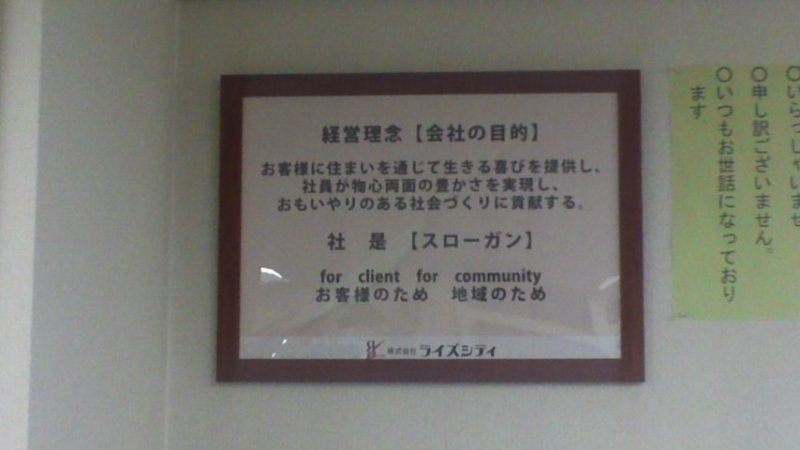 経営理念【会社の目的】
お客様に住まいを通じて生きる喜びを提供し、
社員が物心両面の豊かさを実現し、
おもいやりのある社会づくりに貢献する。
社 是 【スローガン】
for client for community
お客様のため 地域のため
株式会社 ライズシティ
〇いらっしゃいませ
〇申し訳ございません。
〇いつもお世話になっており
ます